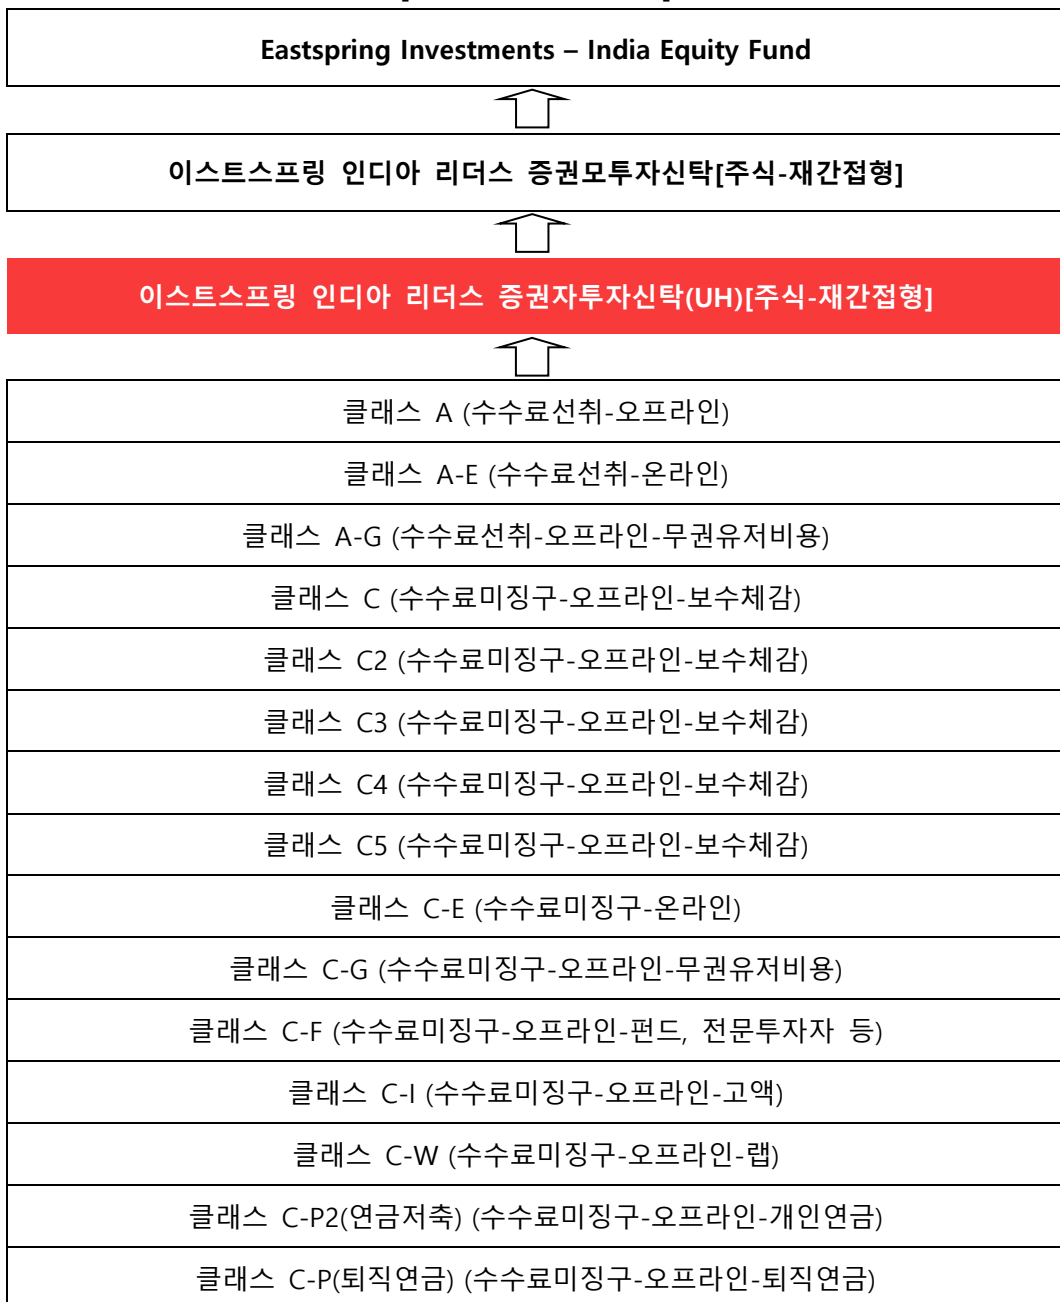 Eastspring Investments – India Equity Fund
이스트스프링 인디아 리더스 증권모투자신탁[주식-재간접형]
이스트스프링 인디아 리더스 증권자투자신탁(UH)[주식-재간접형]
클래스 A (수수료선취-오프라인)
클래스 A-E (수수료선취-온라인)
클래스 A-G (수수료선취-오프라인-무권유저비용)
클래스 C (수수료미징구-오프라인-보수체감)
클래스 C2 (수수료미징구-오프라인-보수체감)
클래스 C3 (수수료미징구-오프라인-보수체감)
클래스 C4 (수수료미징구-오프라인-보수체감)
클래스 C5 (수수료미징구-오프라인-보수체감)
클래스 C-E (수수료미징구-온라인)
클래스 C-G (수수료미징구-오프라인-무권유저비용)
클래스 C-F (수수료미징구-오프라인-펀드, 전문투자자 등)
클래스 C-I (수수료미징구-오프라인-고액)
클래스 C-W (수수료미징구-오프라인-랩)
클래스 C-P2(연금저축) (수수료미징구-오프라인-개인연금)
클래스 C-P(퇴직연금) (수수료미징구-오프라인-퇴직연금)